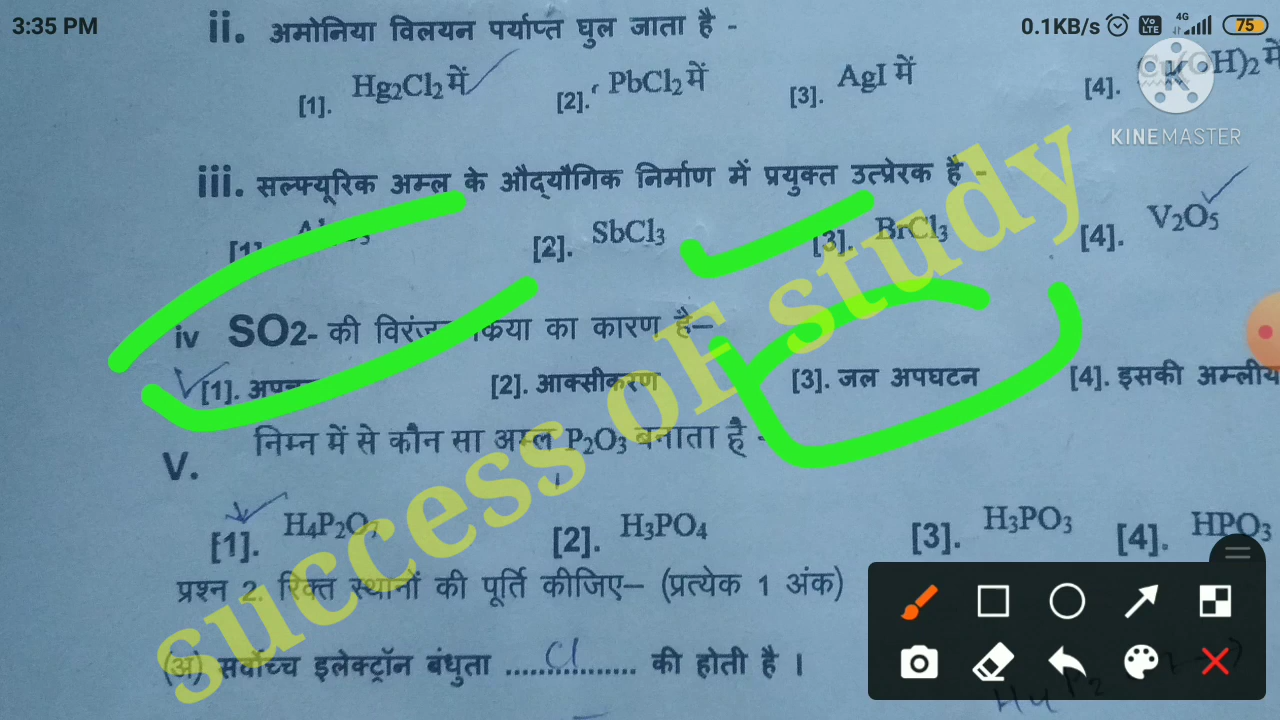 3:35 PM
0.1KB/s 4G 75
ii. अमोनिया विलयन पर्याप्त घुल जाता है -
[1]. Hg₂Cl₂ में [2]. PbCl₂ में [3]. AgI में [4].
KINEMASTER
iii. सल्फ्यूरिक अम्ल के औद्यौगिक निर्माण में प्रयुक्त उत्प्रेरक है -
[1] [2]. SbCl₃ [3]. BrCl₃ [4]. V₂O₅
iv SO2- की का कारण है–
[1]. [2]. आक्सीकरण [3]. जल अपघटन [4]. इसकी
V. निम्न में से कौन सा अम्ल P₂O₃ बनाता है -
[1]. H₄P₂O₇ [2]. H₃PO₄ [3]. H₃PO₃ [4]. HPO₃
प्रश्न 2. रिक्त स्थानों की पूर्ति कीजिए– (प्रत्येक 1 अंक)
(अ) सर्वोच्च इलेक्ट्रॉन बंधुता ......Cl...... की होती है ।
success of study